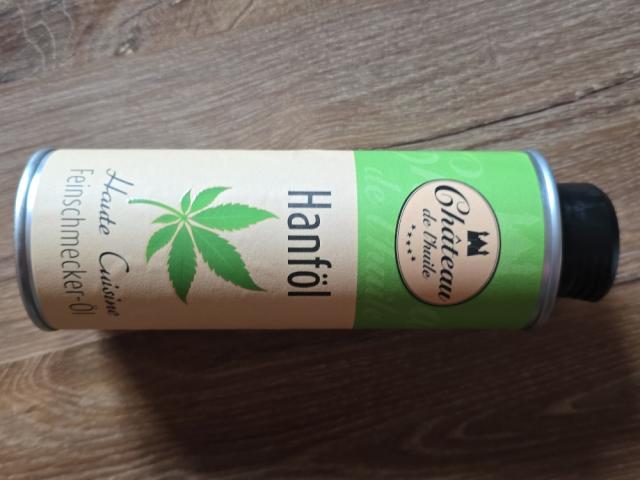 Château
de l'huile
Hanföl
Haute Cuisine
Feinschmecker-Öl